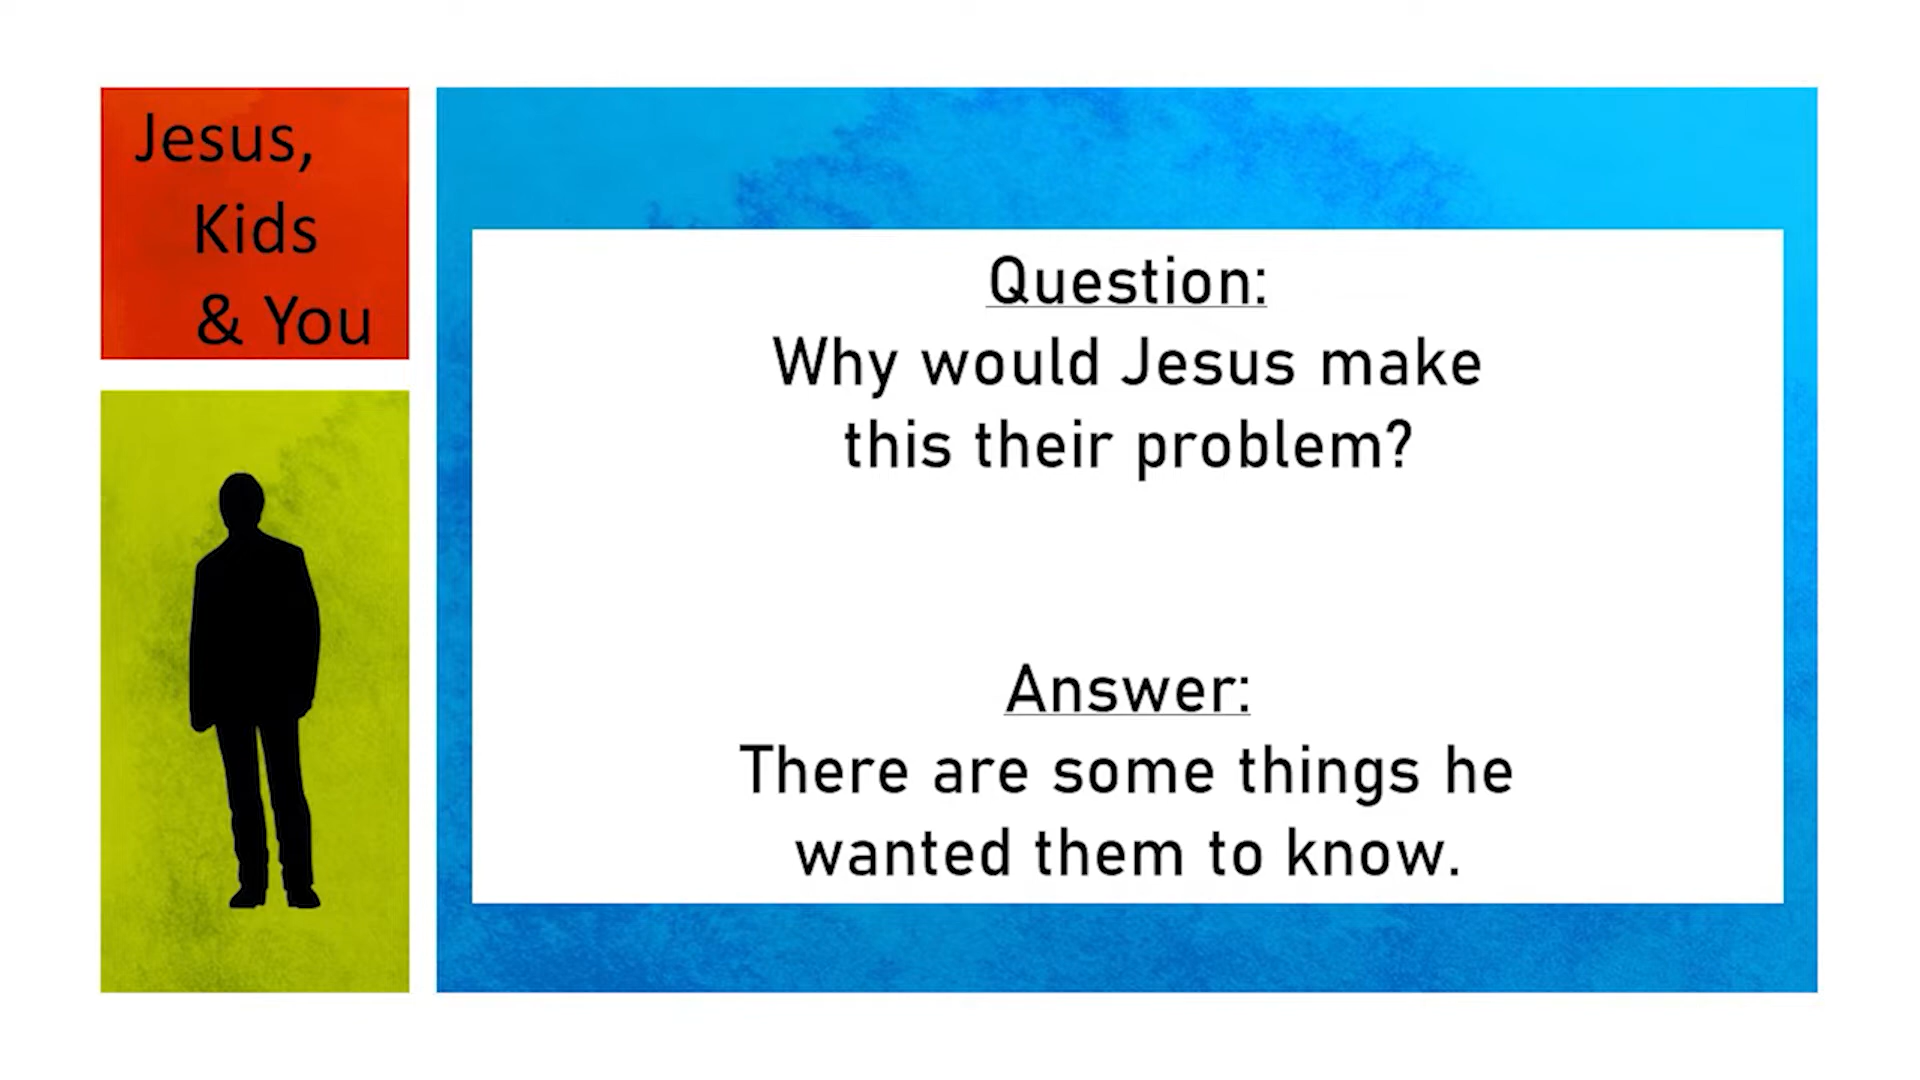 Jesus,
Kids
& You
Question:
Why would Jesus make
this their problem?
Answer:
There are some things he
wanted them to know.